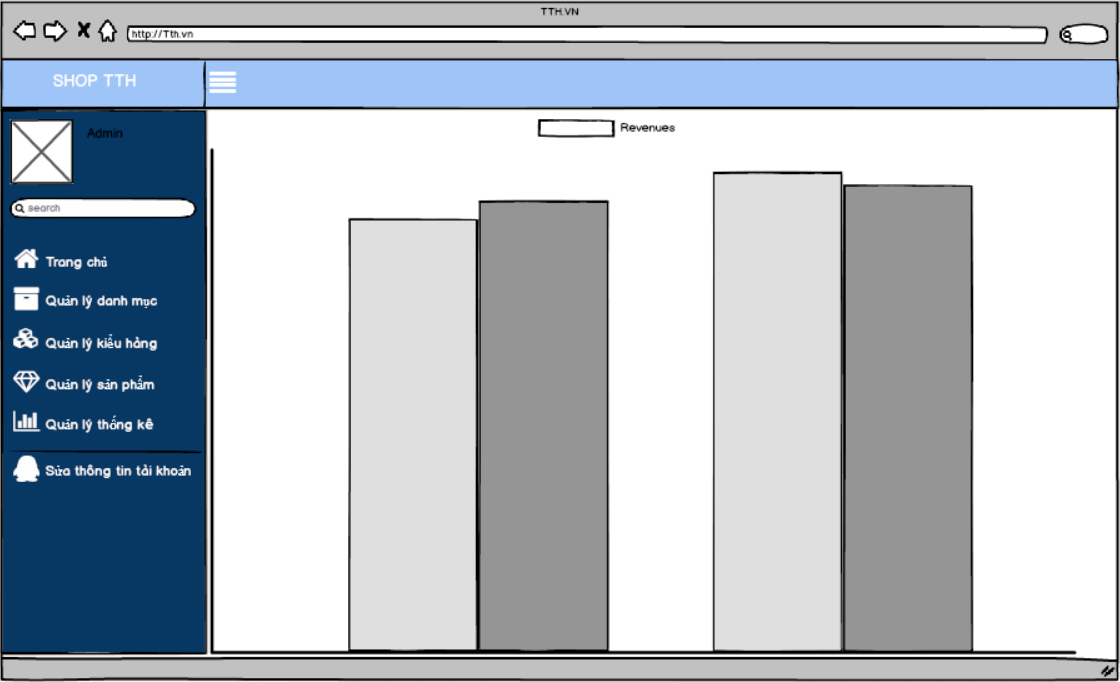 TTH.VN
http://Tth.vn
SHOP TTH
Admin
Revenues
search
Trang chủ
Quản lý danh mục
Quản lý kiểu hàng
Quản lý sản phẩm
Quản lý thống kê
Sửa thông tin tài khoản